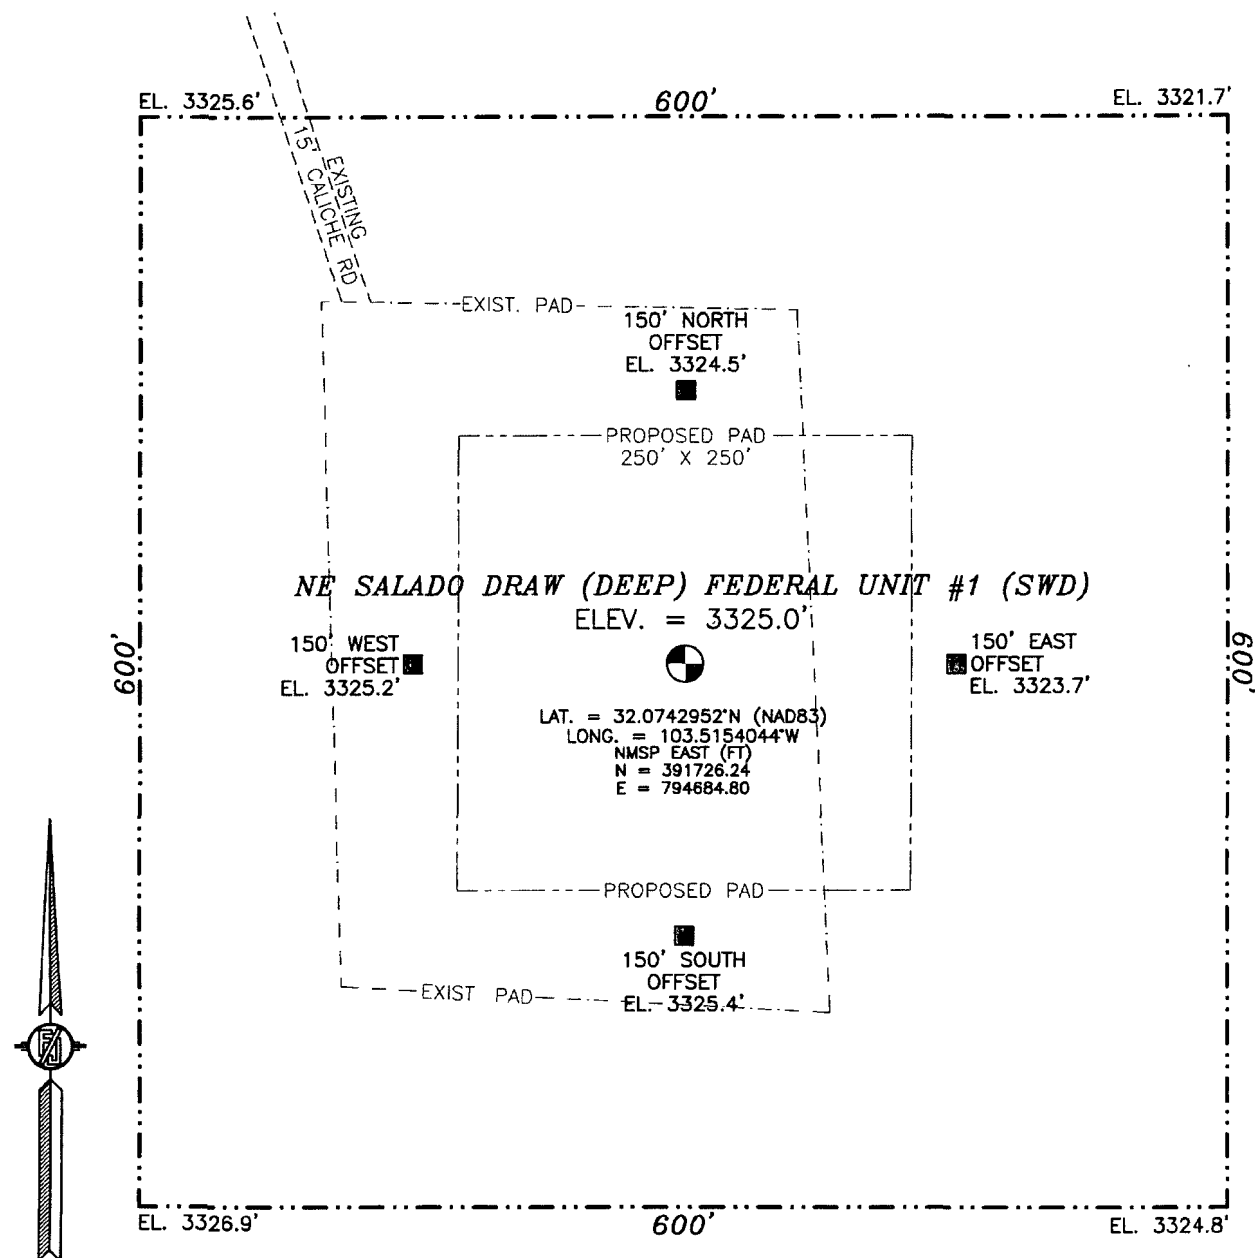 EL. 3325.6'
600'
EL. 3321.7'
EXISTING
15' CALICHE RD
EXIST. PAD
150' NORTH
OFFSET
EL. 3324.5'
PROPOSED PAD
250' X 250'
NE SALADO DRAW (DEEP) FEDERAL UNIT #1 (SWD)
ELEV. = 3325.0'
600'
150' WEST
OFFSET
EL. 3325.2'
150' EAST
OFFSET
EL. 3323.7'
600'
LAT. = 32.0742952°N (NAD83)
LONG. = 103.5154044°W
NMSP EAST (FT)
N = 391726.24
E = 794684.80
PROPOSED PAD
150' SOUTH
OFFSET
EL. 3325.4'
EXIST PAD
EL. 3326.9'
600'
EL. 3324.8'